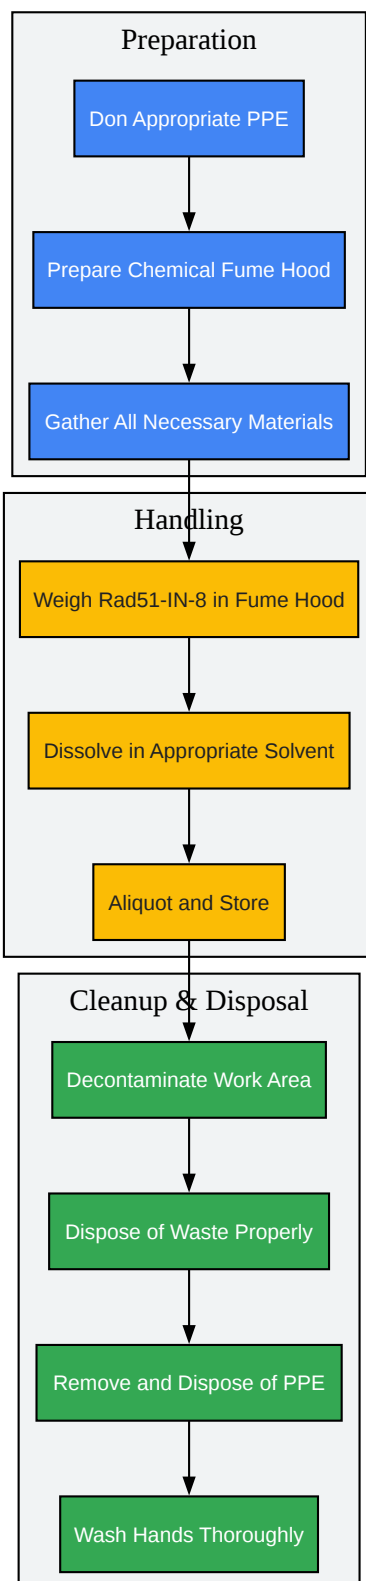 Preparation
Don Appropriate PPE
Prepare Chemical Fume Hood
Gather All Necessary Materials
Handling
Weigh Rad51-IN-8 in Fume Hood
Dissolve in Appropriate Solvent
Aliquot and Store
Cleanup & Disposal
Decontaminate Work Area
Dispose of Waste Properly
Remove and Dispose of PPE
Wash Hands Thoroughly